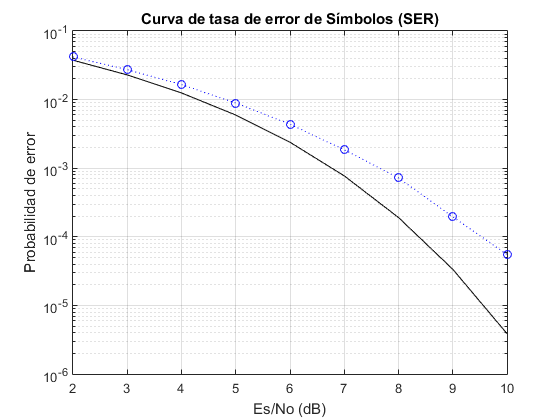 Curva de tasa de error de Símbolos (SER)
Probabilidad de error
10^-1
10^-2
10^-3
10^-4
10^-5
10^-6
2 3 4 5 6 7 8 9 10
Es/No (dB)